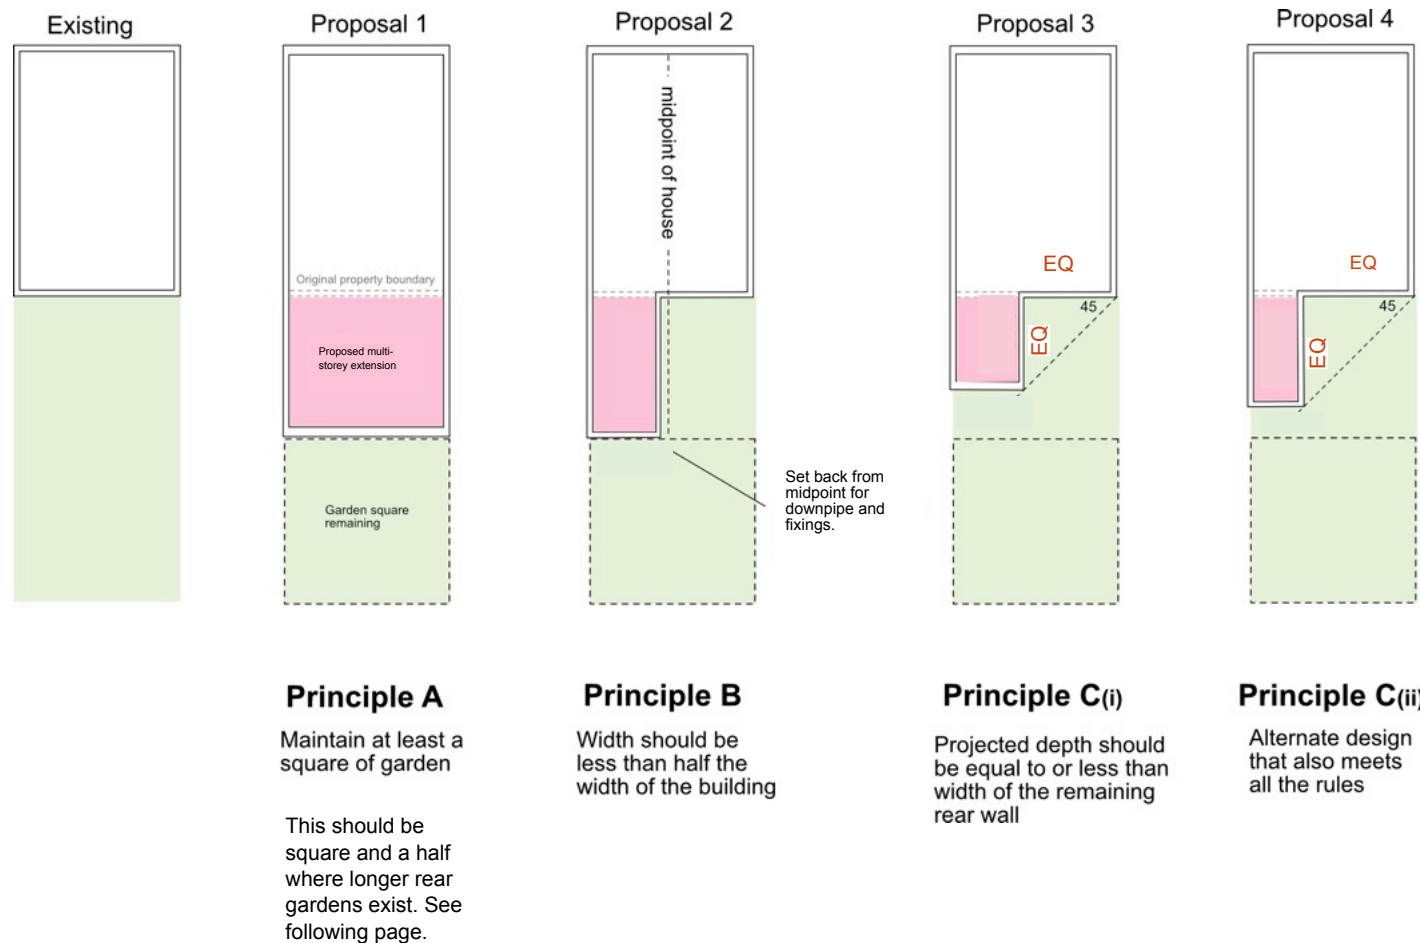 Existing
Proposal 1
Proposal 2
Proposal 3
Proposal 4
midpoint of house
Original property boundary
Proposed multi-
storey extension
Garden square
remaining
Set back from
midpoint for
downpipe and
fixings.
EQ
45
EQ
EQ
45
EQ
Principle A
Maintain at least a
square of garden
This should be
square and a half
where longer rear
gardens exist. See
following page.
Principle B
Width should be
less than half the
width of the building
Principle C(i)
Projected depth should
be equal to or less than
width of the remaining
rear wall
Principle C(ii)
Alternate design
that also meets
all the rules